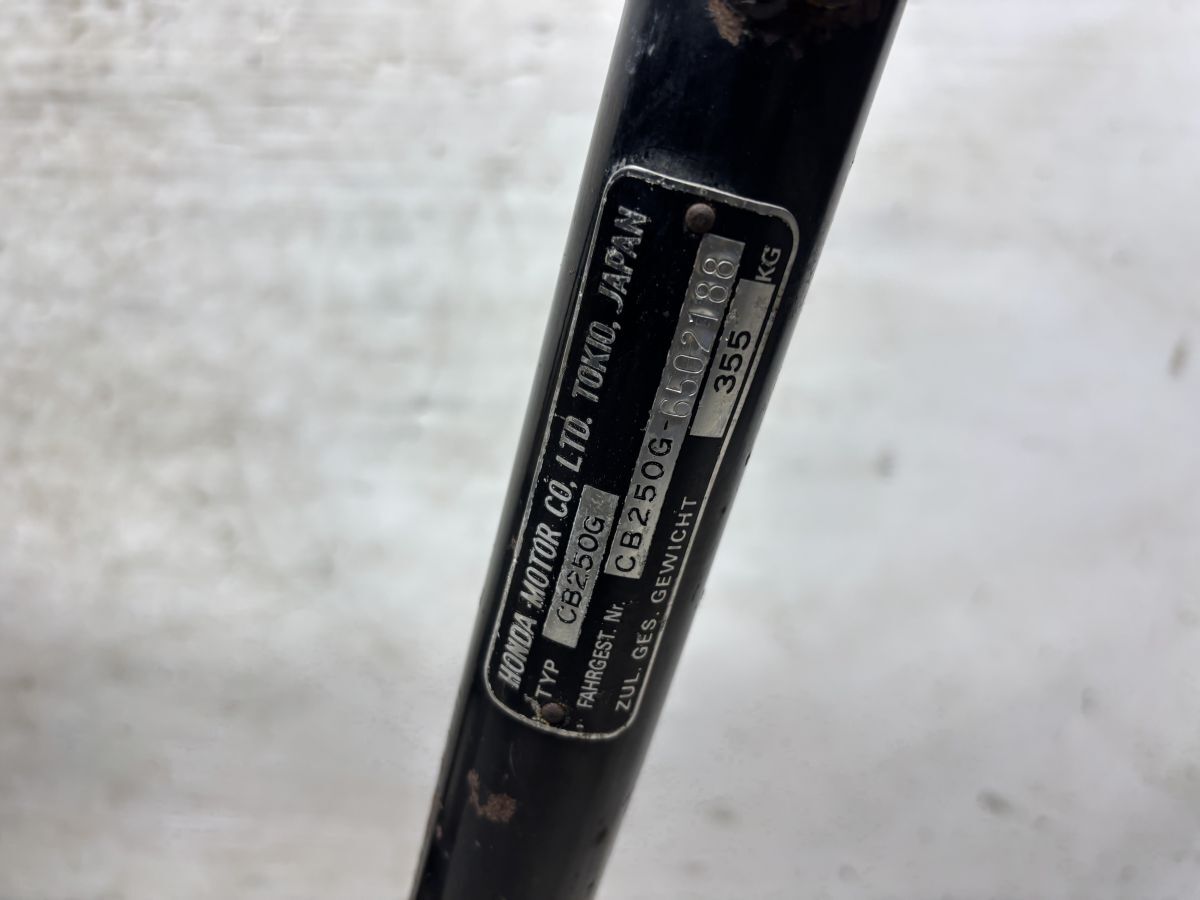 HONDA MOTOR CO., LTD. TOKIO, JAPAN
TYP CB250G
FAHRGEST. Nr. CB250G-6502188
ZUL. GES. GEWICHT 355 KG